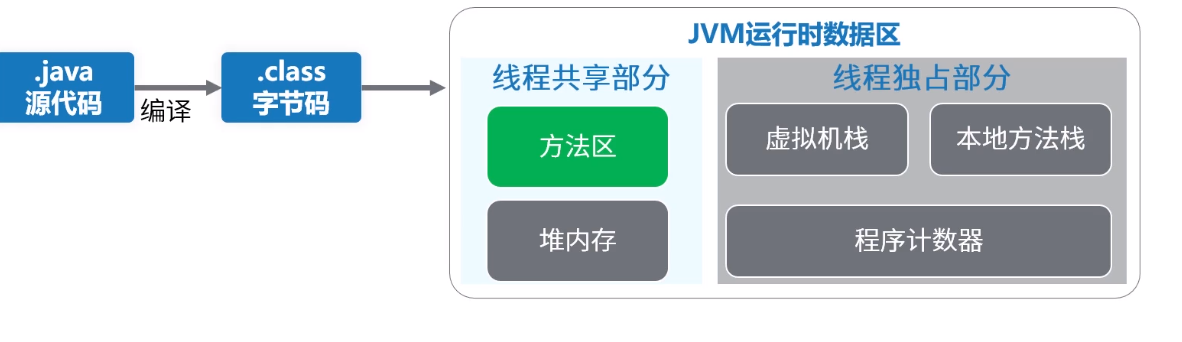 .java
源代码
编译
.class
字节码
JVM运行时数据区
线程共享部分
方法区
堆内存
线程独占部分
虚拟机栈
本地方法栈
程序计数器